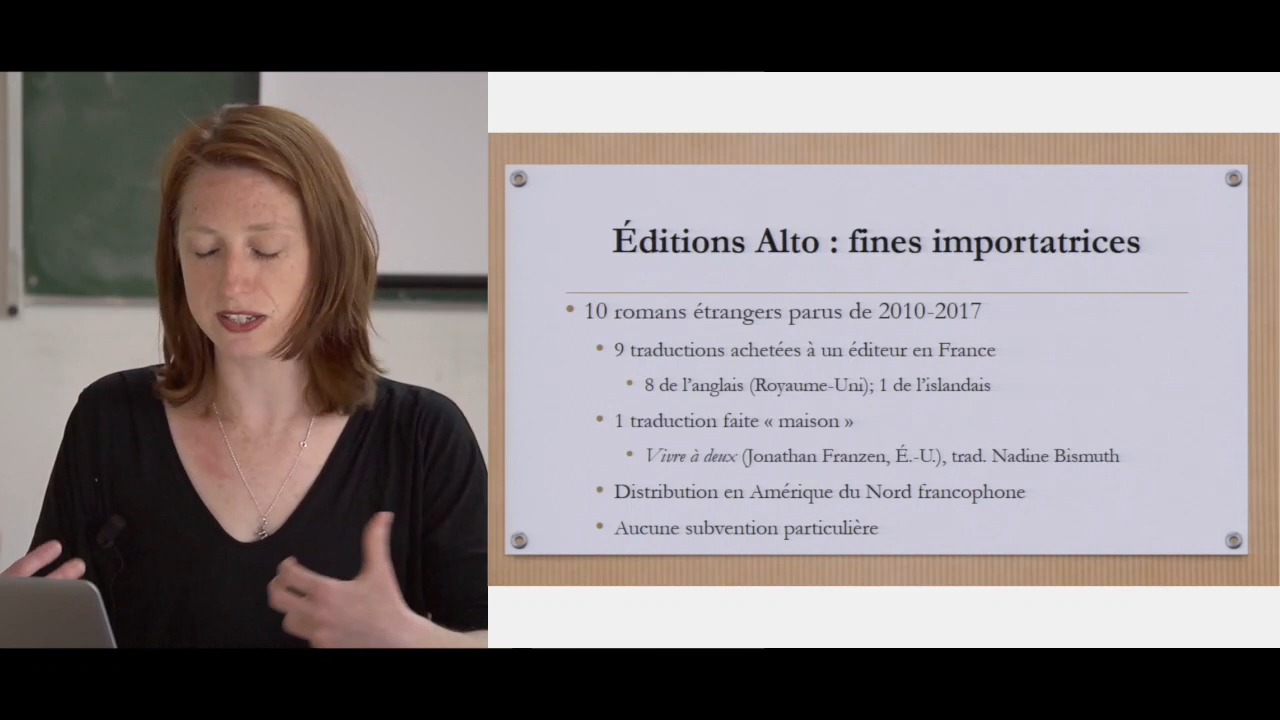 Éditions Alto : fines importatrices
• 10 romans étrangers parus de 2010-2017
• 9 traductions achetées à un éditeur en France
• 8 de l’anglais (Royaume-Uni); 1 de l’islandais
• 1 traduction faite « maison »
• Vivre à deux (Jonathan Franzen, É.-U.), trad. Nadine Bismuth
• Distribution en Amérique du Nord francophone
• Aucune subvention particulière